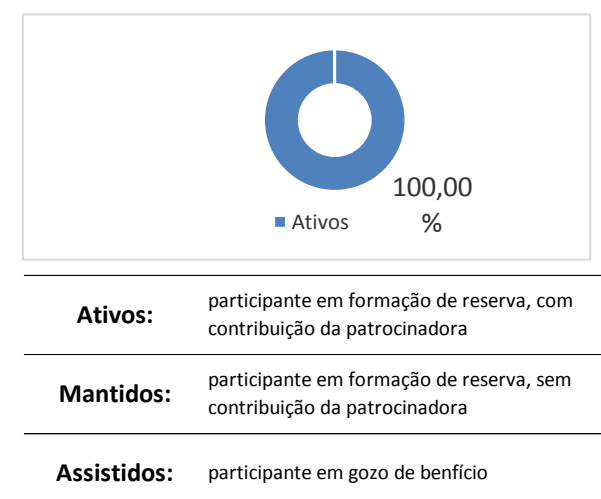 100,00
%
Ativos
Ativos:
participante em formação de reserva, com
contribuição da patrocinadora
Mantidos:
participante em formação de reserva, sem
contribuição da patrocinadora
Assistidos:
participante em gozo de benfício